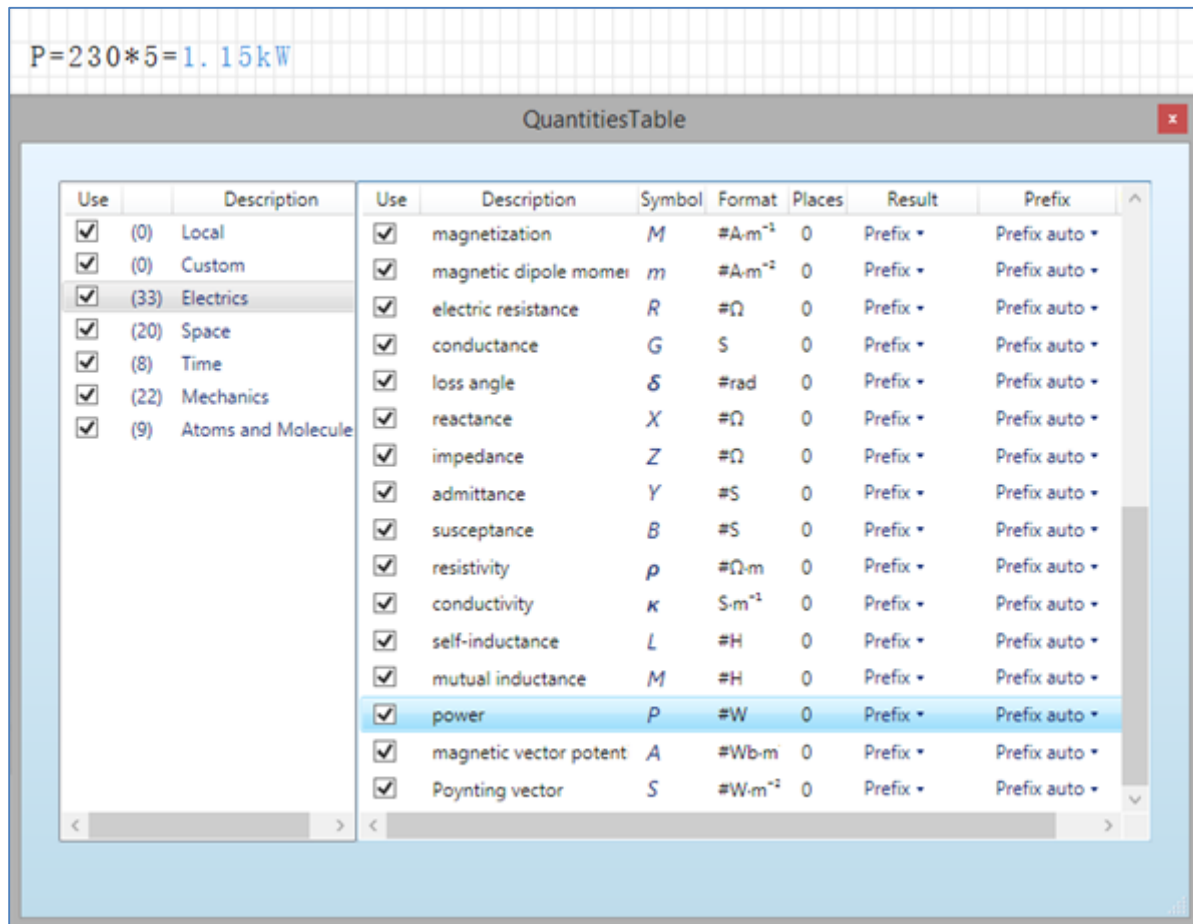 P=230*5=1.15kW
QuantitiesTable
x
Use Description
(0) Local
(0) Custom
(33) Electrics
(20) Space
(8) Time
(22) Mechanics
(9) Atoms and Molecule
Use Description Symbol Format Places Result Prefix
magnetization M #A·m⁻¹ 0 Prefix Prefix auto
magnetic dipole momer m #A·m⁻² 0 Prefix Prefix auto
electric resistance R #Ω 0 Prefix Prefix auto
conductance G S 0 Prefix Prefix auto
loss angle δ #rad 0 Prefix Prefix auto
reactance X #Ω 0 Prefix Prefix auto
impedance Z #Ω 0 Prefix Prefix auto
admittance Y #S 0 Prefix Prefix auto
susceptance B #S 0 Prefix Prefix auto
resistivity ρ #Ω·m 0 Prefix Prefix auto
conductivity κ S·m⁻¹ 0 Prefix Prefix auto
self-inductance L #H 0 Prefix Prefix auto
mutual inductance M #H 0 Prefix Prefix auto
power P #W 0 Prefix Prefix auto
magnetic vector potent A #Wb·m 0 Prefix Prefix auto
Poynting vector S #W·m⁻² 0 Prefix Prefix auto